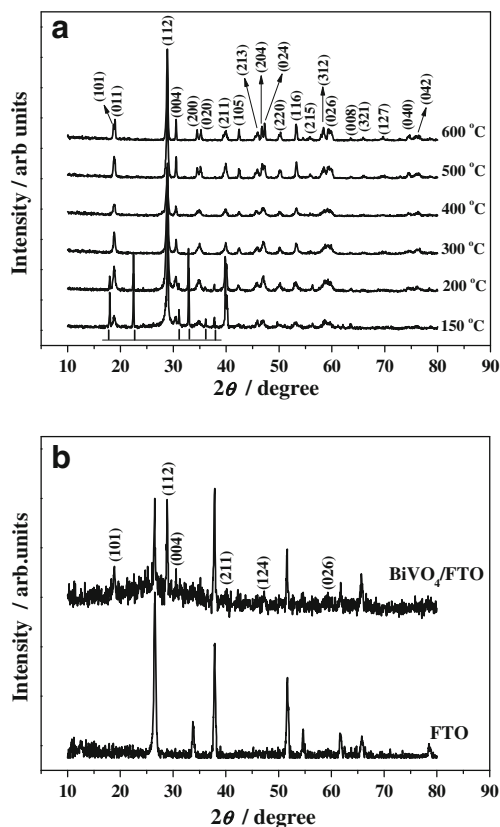 a
Intensity / arb units
(101)
(011)
(112)
(004)
(200)
(020)
(211)
(105)
(213)
(204)
(024)
(220)
(116)
(215)
(312)
(026)
(008)
(321)
(127)
(040)
(042)
600 °C
500 °C
400 °C
300 °C
200 °C
150 °C
10 20 30 40 50 60 70 80 90
2θ / degree
b
Intensity / arb.units
(101)
(112)
(004)
(211)
(124)
(026)
BiVO4/FTO
FTO
10 20 30 40 50 60 70 80 90
2θ / degree